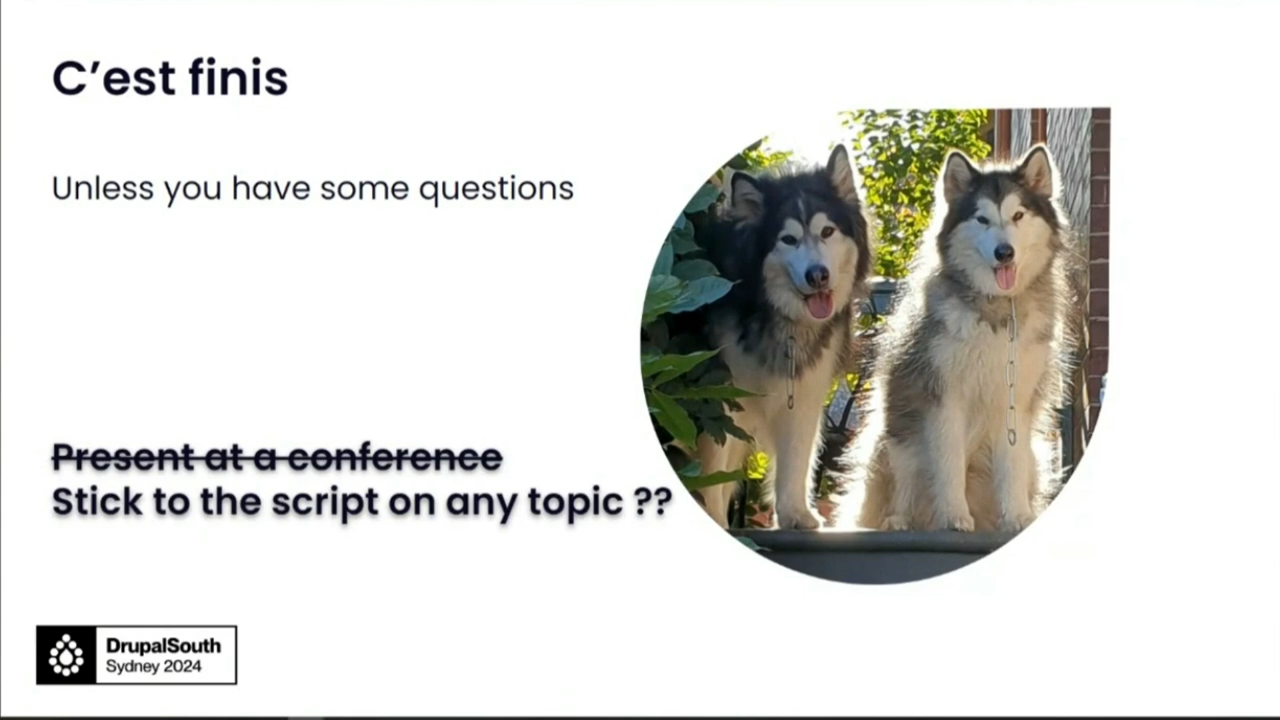 C’est finis
Unless you have some questions
Present at a conference
Stick to the script on any topic ??
DrupalSouth
Sydney 2024